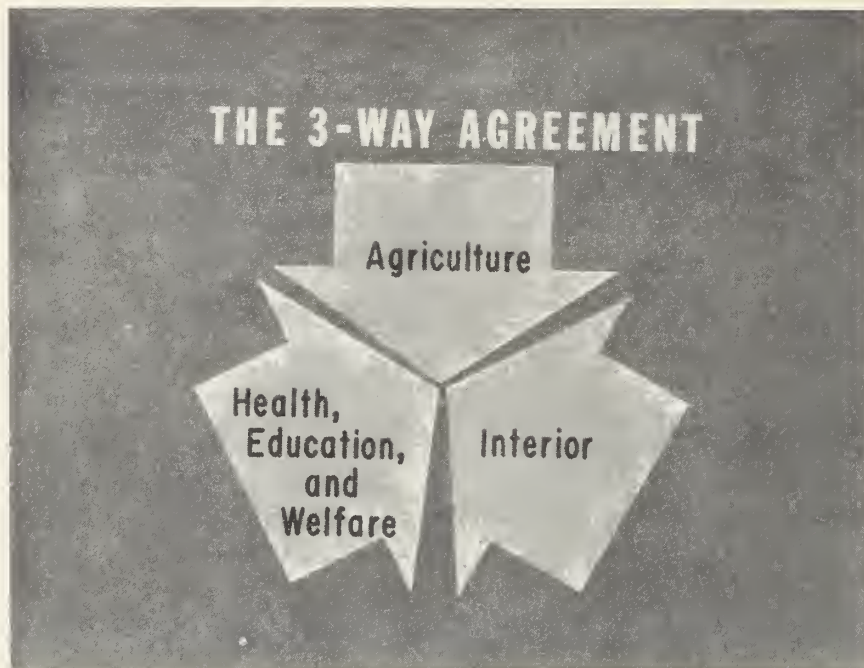 THE 3-WAY AGREEMENT
Agriculture
Health,
Education,
and
Welfare
Interior